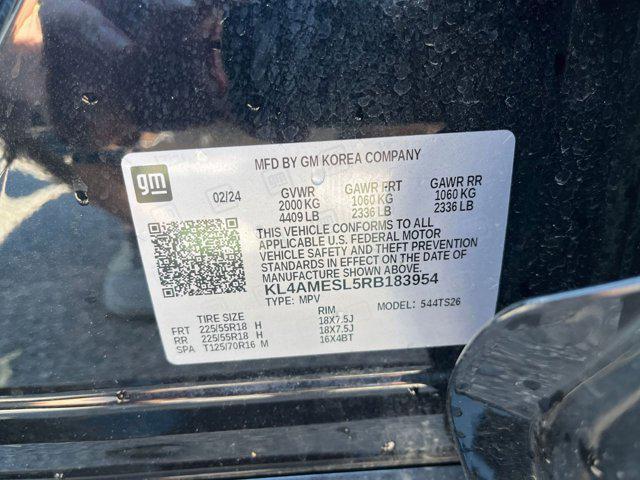 MFD BY GM KOREA COMPANY
gm
02/24
GVWR
2000 KG
4409 LB
GAWR FRT
1060 KG
2336 LB
GAWR RR
1060 KG
2336 LB
THIS VEHICLE CONFORMS TO ALL
APPLICABLE U.S. FEDERAL MOTOR
VEHICLE SAFETY AND THEFT PREVENTION
STANDARDS IN EFFECT ON THE DATE OF
MANUFACTURE SHOWN ABOVE.
KL4AMESL5RB183954
TYPE: MPV
MODEL: 544TS26
TIRE SIZE
RIM
FRT 225/55R18 H 18X7.5J
RR 225/55R18 H 18X7.5J
SPA T125/70R16 M 16X4BT